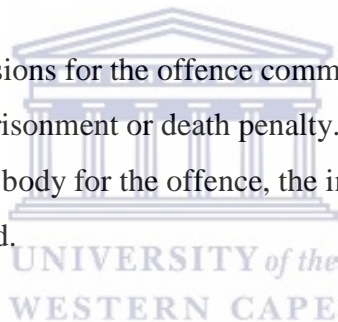 sions for the offence comm
risonment or death penalty.
body for the offence, the in
d.
UNIVERSITY of the
WESTERN CAPE